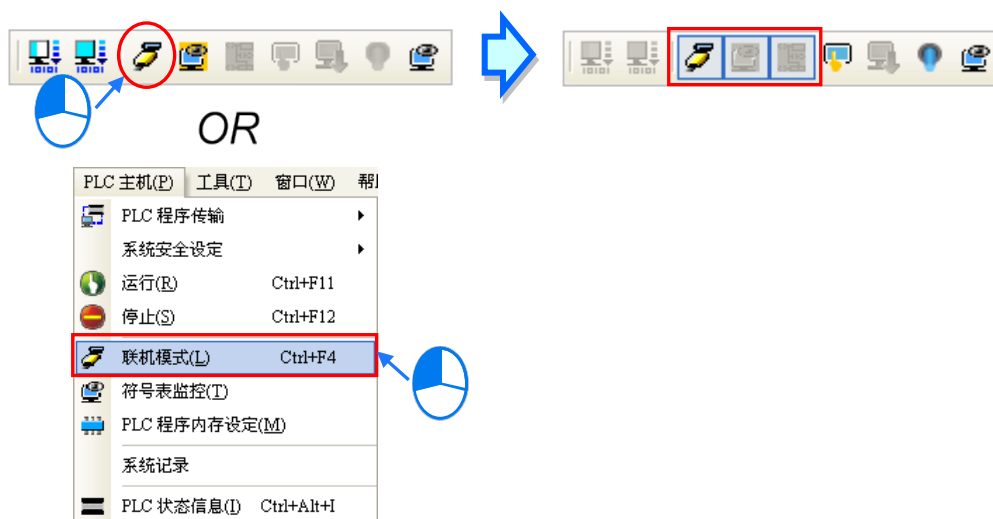 OR
PLC 主机(P) 工具(T) 窗口(W) 帮
PLC 程序传输
系统安全设定
运行(R) Ctrl+F11
停止(S) Ctrl+F12
联机模式(L) Ctrl+F4
符号表监控(T)
PLC 程序内存设定(M)
系统记录
PLC 状态信息(I) Ctrl+Alt+I